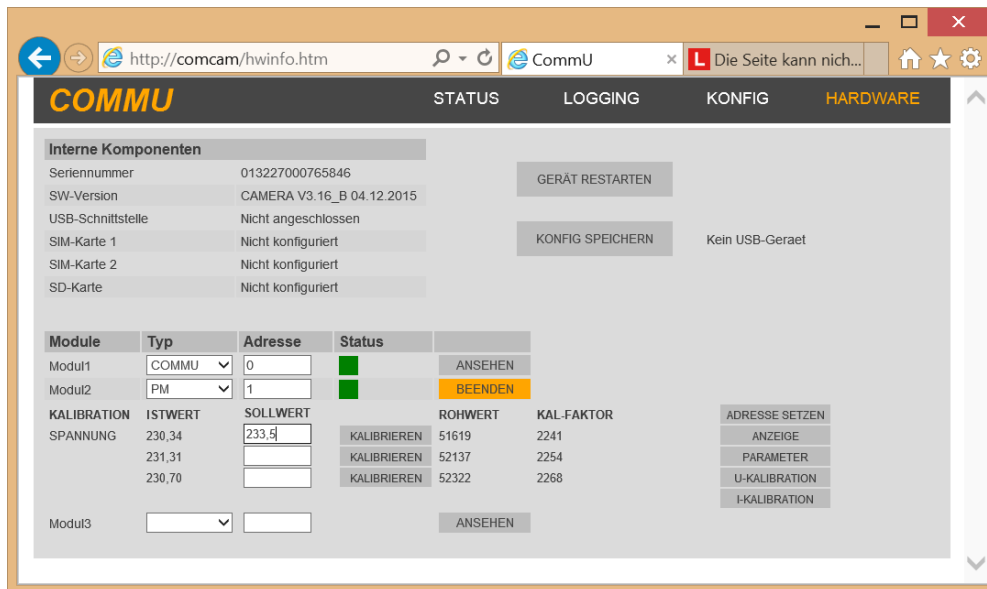 http://comcam/hwinfo.htm CommU Die Seite kann nich...
COMMU STATUS LOGGING KONFIG HARDWARE
Interne Komponenten
Seriennummer 013227000765846
GERÄT RESTARTEN
SW-Version CAMERA V3.16_B 04.12.2015
USB-Schnittstelle Nicht angeschlossen
SIM-Karte 1 Nicht konfiguriert KONFIG SPEICHERN Kein USB-Geraet
SIM-Karte 2 Nicht konfiguriert
SD-Karte Nicht konfiguriert
Module Typ Adresse Status
Modul1 COMMU 0 ANSEHEN
Modul2 PM 1 BEENDEN
KALIBRATION ISTWERT SOLLWERT ROHWERT KAL-FAKTOR ADRESSE SETZEN
SPANNUNG 230,34 233,5 KALIBRIEREN 51619 2241 ANZEIGE
231,31 KALIBRIEREN 52137 2254 PARAMETER
230,70 KALIBRIEREN 52322 2268 U-KALIBRATION
I-KALIBRATION
Modul3 ANSEHEN